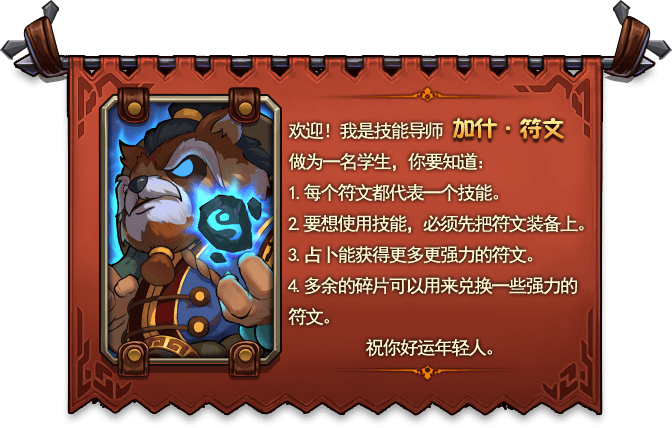 欢迎！我是技能导师 加什·符文
做为一名学生，你要知道：
1. 每个符文都代表一个技能。
2. 要想使用技能，必须先把符文装备上。
3. 占卜能获得更多更强力的符文。
4. 多余的碎片可以用来兑换一些强力的
符文。
祝你好运年轻人。